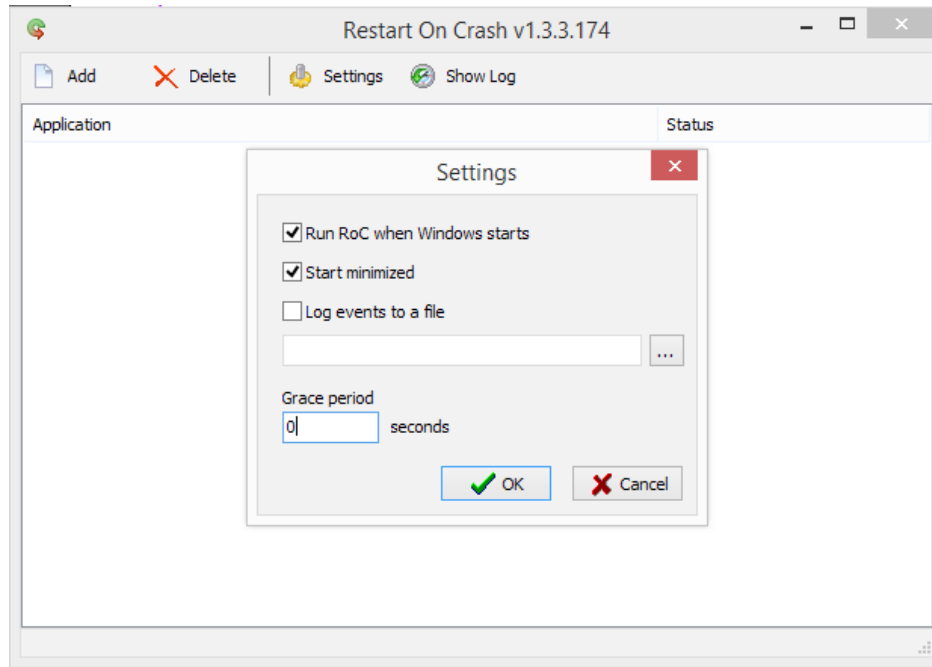 Restart On Crash v1.3.3.174
Add Delete Settings Show Log
Application Status
Settings
Run RoC when Windows starts
Start minimized
Log events to a file
...
Grace period
0 seconds
OK Cancel